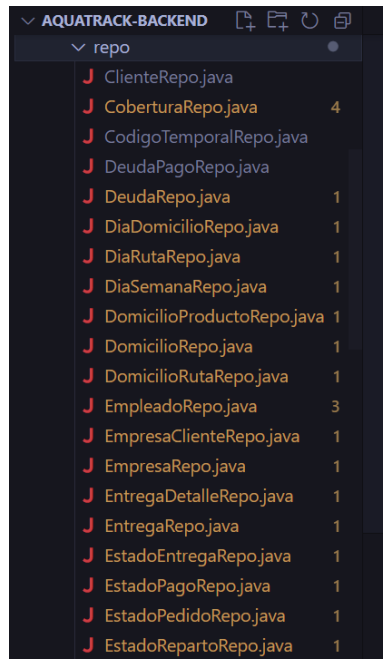 AQUATRACK-BACKEND
repo
J ClienteRepo.java
J CoberturaRepo.java 4
J CodigoTemporalRepo.java
J DeudaPagoRepo.java
J DeudaRepo.java 1
J DiaDomicilioRepo.java 1
J DiaRutaRepo.java 1
J DiaSemanaRepo.java 1
J DomicilioProductoRepo.java 1
J DomicilioRepo.java 1
J DomicilioRutaRepo.java 1
J EmpleadoRepo.java 3
J EmpresaClienteRepo.java 1
J EmpresaRepo.java 1
J EntregaDetalleRepo.java 1
J EntregaRepo.java 1
J EstadoEntregaRepo.java 1
J EstadoPagoRepo.java 1
J EstadoPedidoRepo.java 1
J EstadoRepartoRepo.java 1